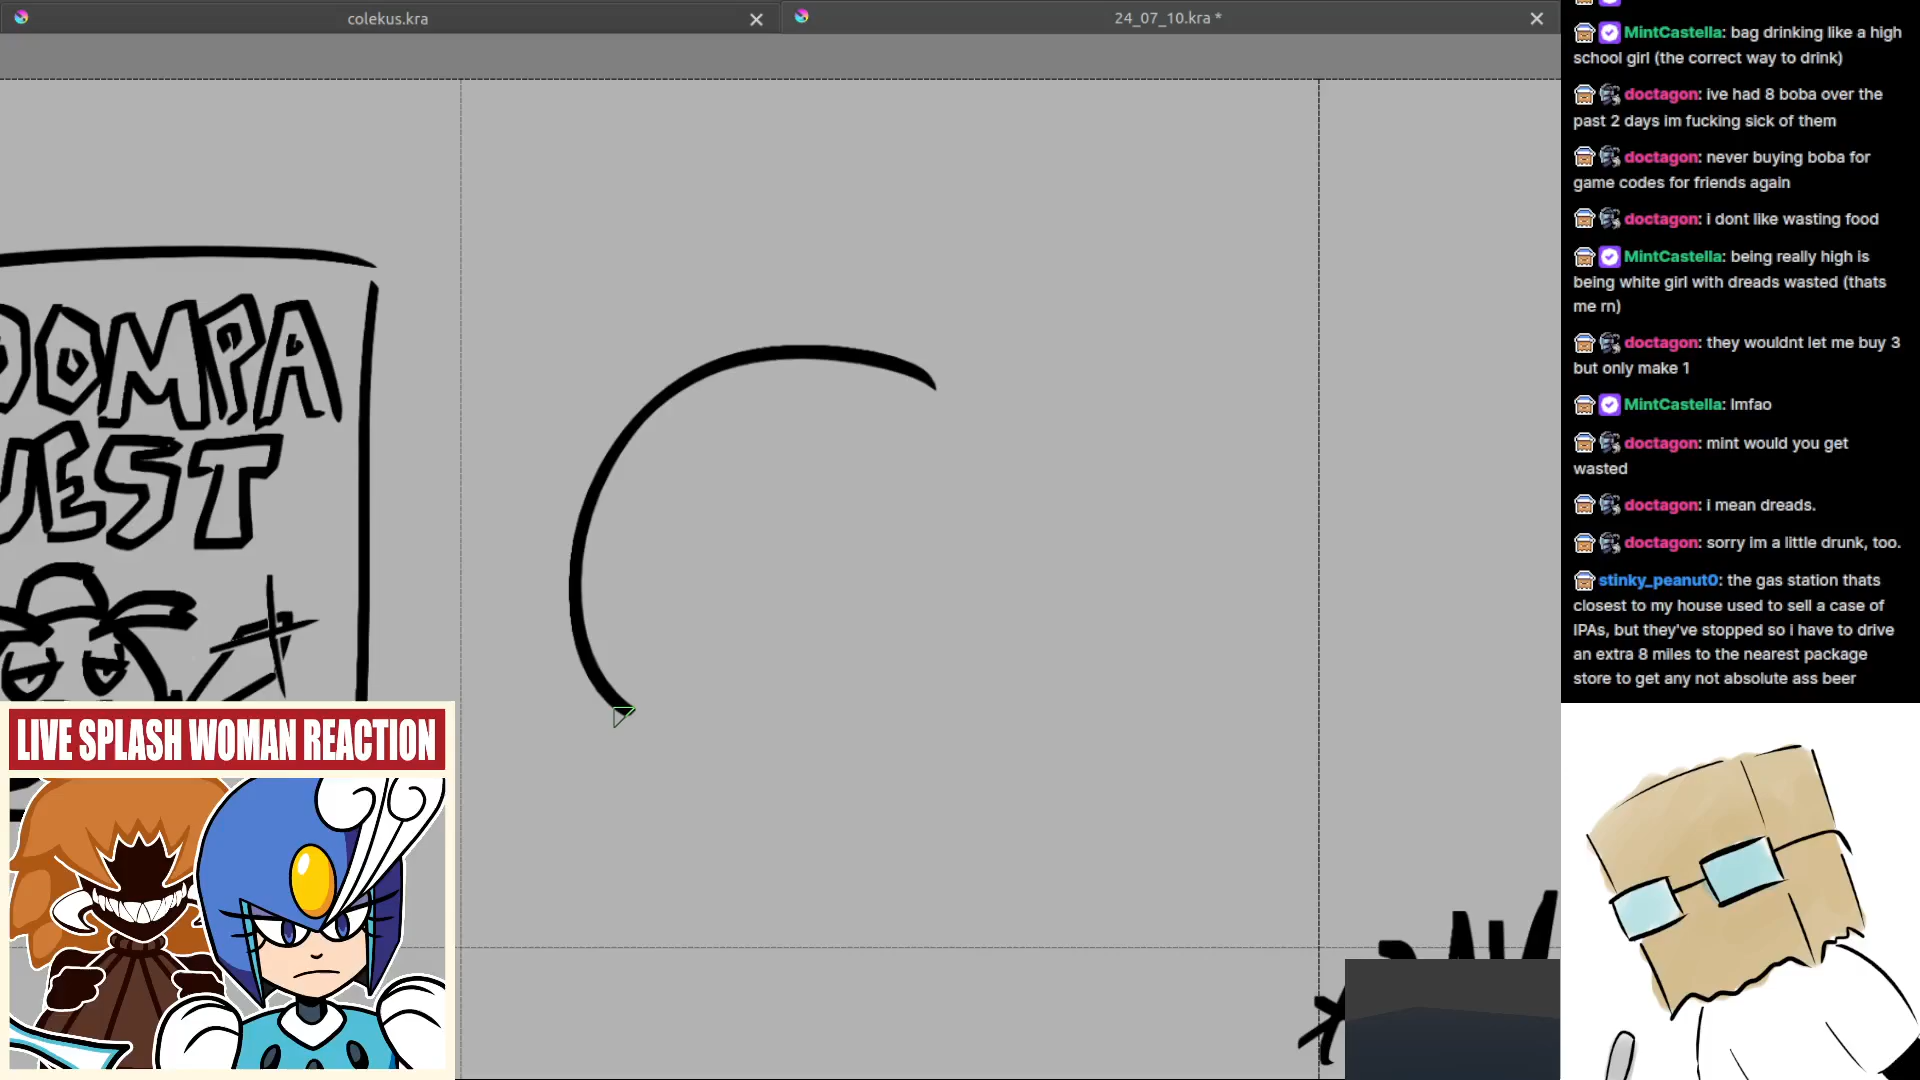 colekus.kra
24_07_10.kra *
OOMPA
UEST
LIVE SPLASH WOMAN REACTION
MintCastella: bag drinking like a high
school girl (the correct way to drink)
doctagon: ive had 8 boba over the
past 2 days im fucking sick of them
doctagon: never buying boba for
game codes for friends again
doctagon: i dont like wasting food
MintCastella: being really high is
being white girl with dreads wasted (thats
me rn)
doctagon: they wouldnt let me buy 3
but only make 1
MintCastella: lmfao
doctagon: mint would you get
wasted
doctagon: i mean dreads.
doctagon: sorry im a little drunk, too.
stinky_peanut0: the gas station thats
closest to my house used to sell a case of
IPAs, but they've stopped so i have to drive
an extra 8 miles to the nearest package
store to get any not absolute ass beer